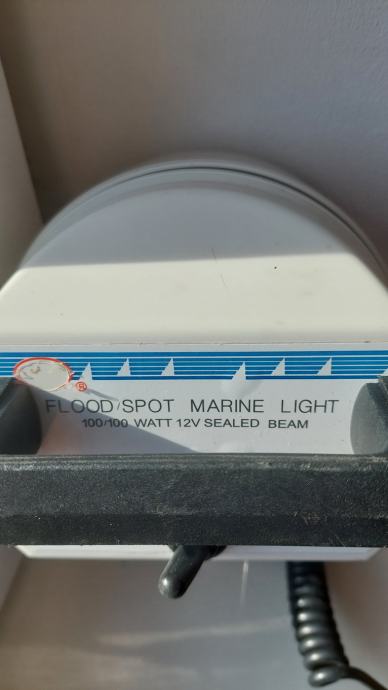 ®
FLOOD/SPOT MARINE LIGHT
100/100 WATT 12V SEALED BEAM